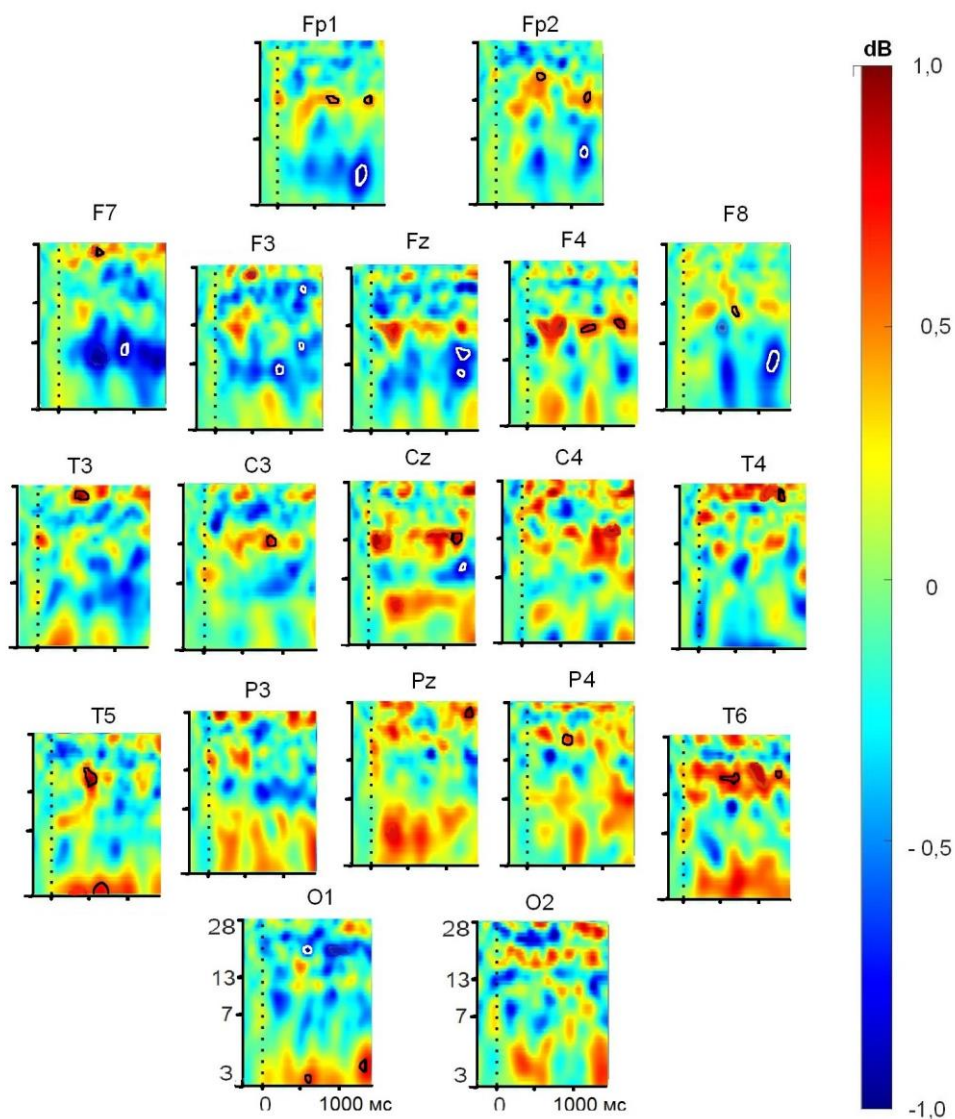 Fp1 Fp2
dB
1,0
F7 F3 Fz F4 F8
0,5
T3 C3 Cz C4 T4
0
T5 P3 Pz P4 T6
- 0,5
O1 O2
28 28
13 13
7 7
3 3
0 1000 мс 0 1000 мс
-1,0